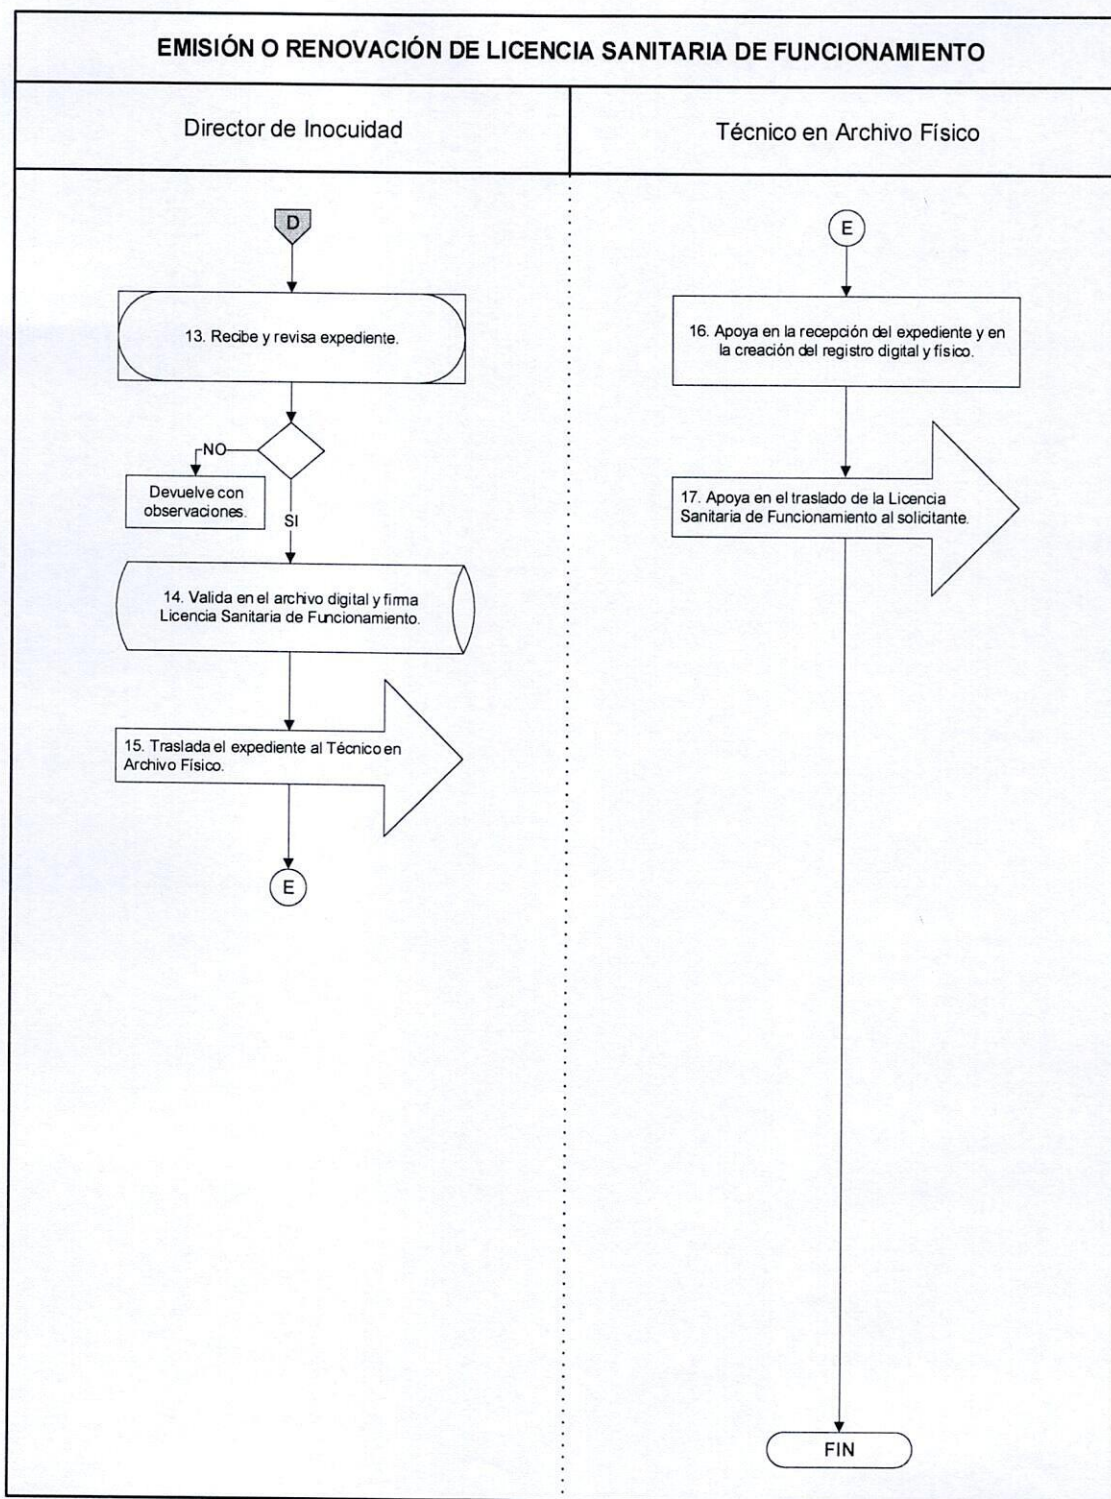 EMISIÓN O RENOVACIÓN DE LICENCIA SANITARIA DE FUNCIONAMIENTO
Director de Inocuidad
Técnico en Archivo Físico
D
13. Recibe y revisa expediente.
NO
Devuelve con
observaciones.
SI
14. Valida en el archivo digital y firma
Licencia Sanitaria de Funcionamiento.
15. Traslada el expediente al Técnico en
Archivo Físico.
E
E
16. Apoya en la recepción del expediente y en
la creación del registro digital y físico.
17. Apoya en el traslado de la Licencia
Sanitaria de Funcionamiento al solicitante.
FIN